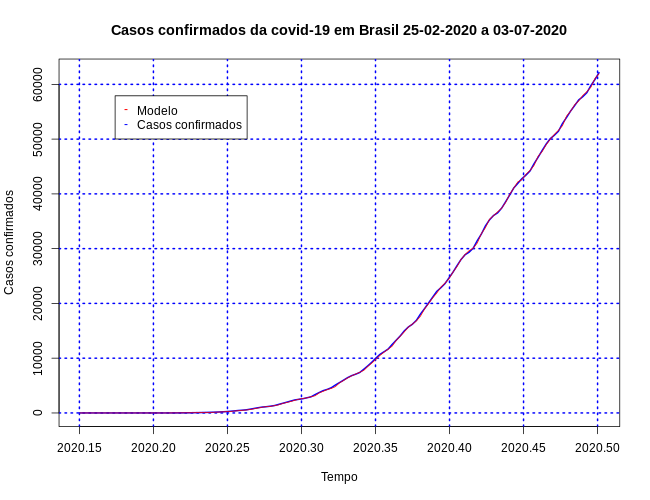 Casos confirmados da covid-19 em Brasil 25-02-2020 a 03-07-2020
60000
50000
40000
30000
20000
10000
0
Casos confirmados
- Modelo
- Casos confirmados
2020.15 2020.20 2020.25 2020.30 2020.35 2020.40 2020.45 2020.50
Tempo